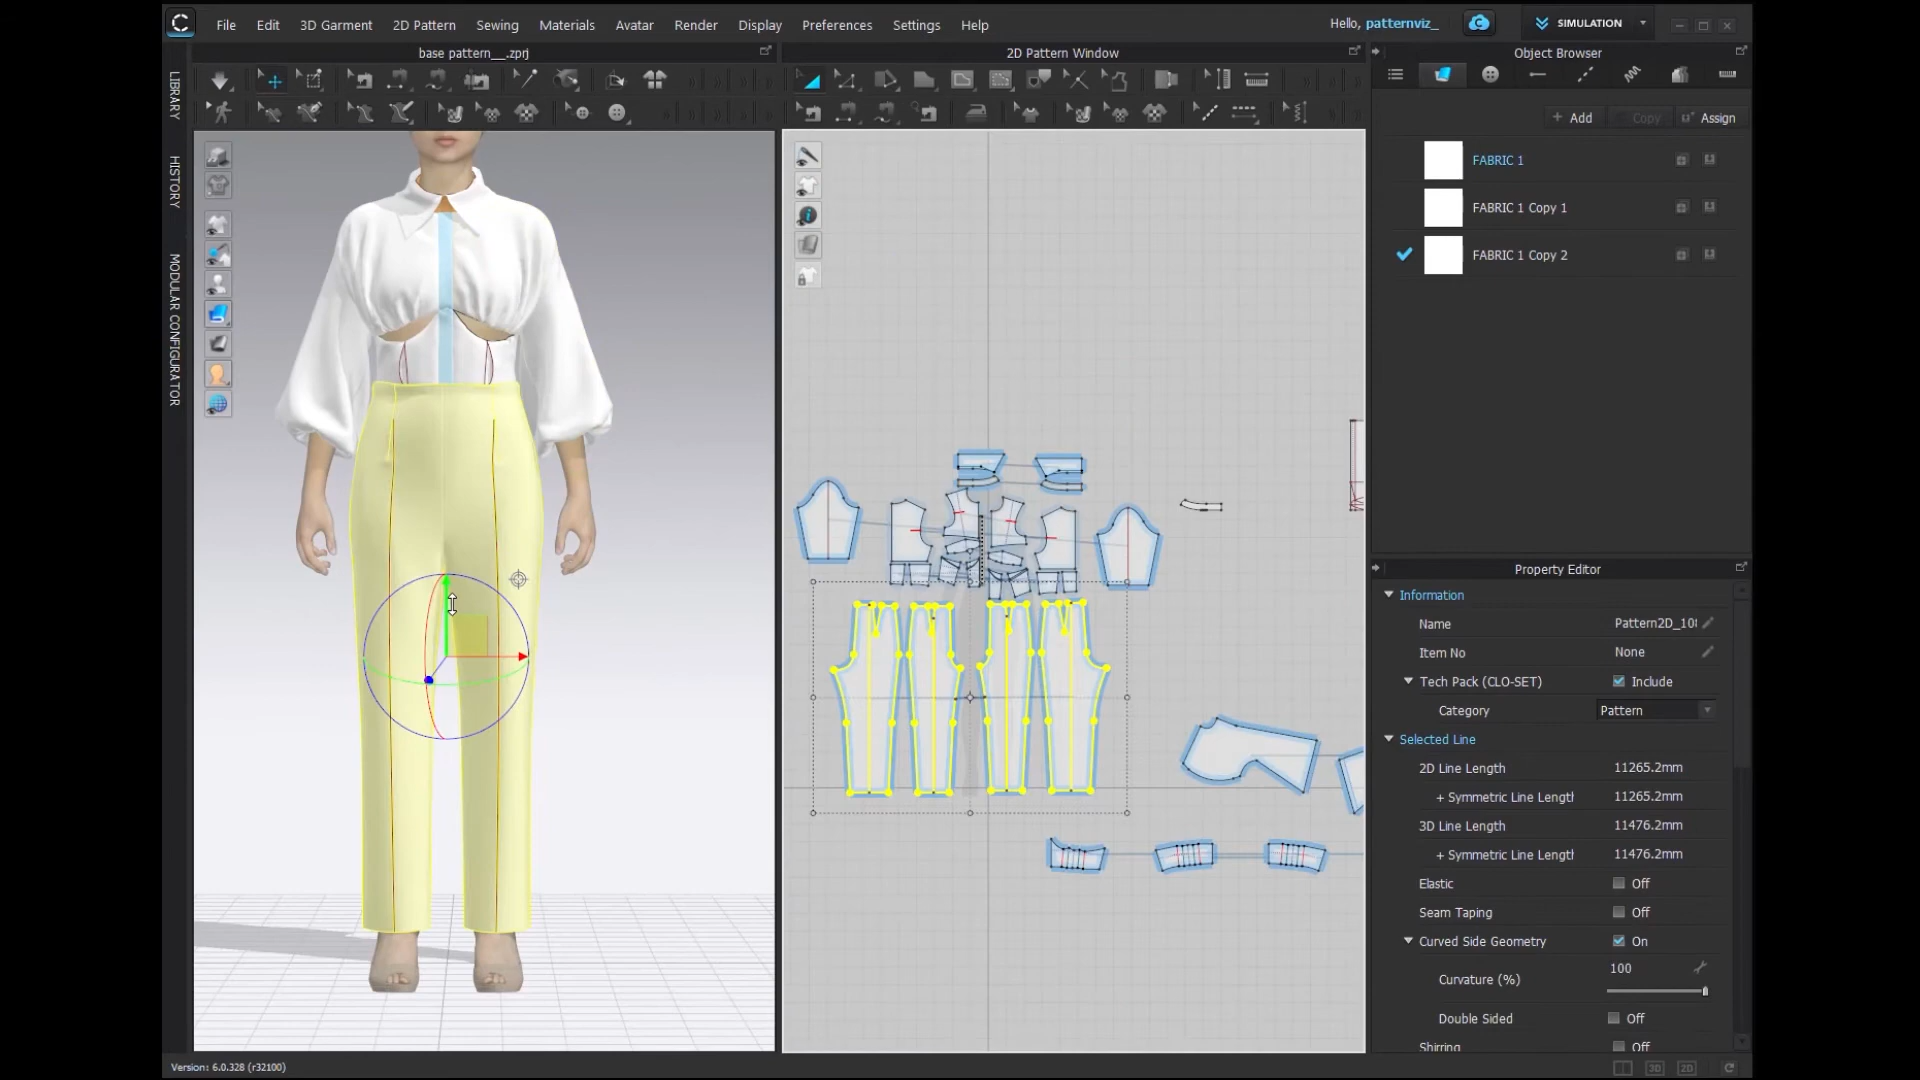 File Edit 3D Garment 2D Pattern Sewing Materials Avatar Render Display Preferences Settings Help
Hello, patternviz_
SIMULATION
base pattern__.zprj
2D Pattern Window
Object Browser
LIBRARY
HISTORY
MODULAR CONFIGURATOR
+ Add
Copy
Assign
FABRIC 1
FABRIC 1 Copy 1
FABRIC 1 Copy 2
Property Editor
Information
Name Pattern2D_10
Item No None
Tech Pack (CLO-SET) Include
Category Pattern
Selected Line
2D Line Length 11265.2mm
+ Symmetric Line Length 11265.2mm
3D Line Length 11476.2mm
+ Symmetric Line Length 11476.2mm
Elastic Off
Seam Taping Off
Curved Side Geometry On
Curvature (%) 100
Double Sided Off
Shirring Off
Version: 6.0.328 (r32100)
3D 2D